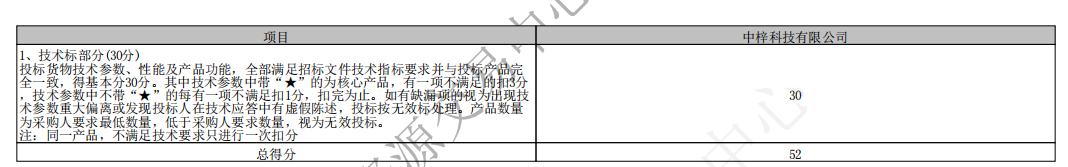 项目 中梓科技有限公司
1、技术标部分(30分)
投标货物技术参数、性能及产品功能，全部满足招标文件技术指标要求并与投标产品完
全一致，得基本分30分。其中技术参数中带“★”的为核心产品，有一项不满足的扣3分
，技术参数中不带“★”的每有一项不满足扣1分，扣完为止。如有缺漏项的视为出现技
术参数重大偏离或发现投标人在技术应答中有虚假陈述，投标按无效标处理。产品数量
为采购人要求最低数量，低于采购人要求数量，视为无效投标。
注：同一产品，不满足技术要求只进行一次扣分
30
总得分 52
源交易中心
中心